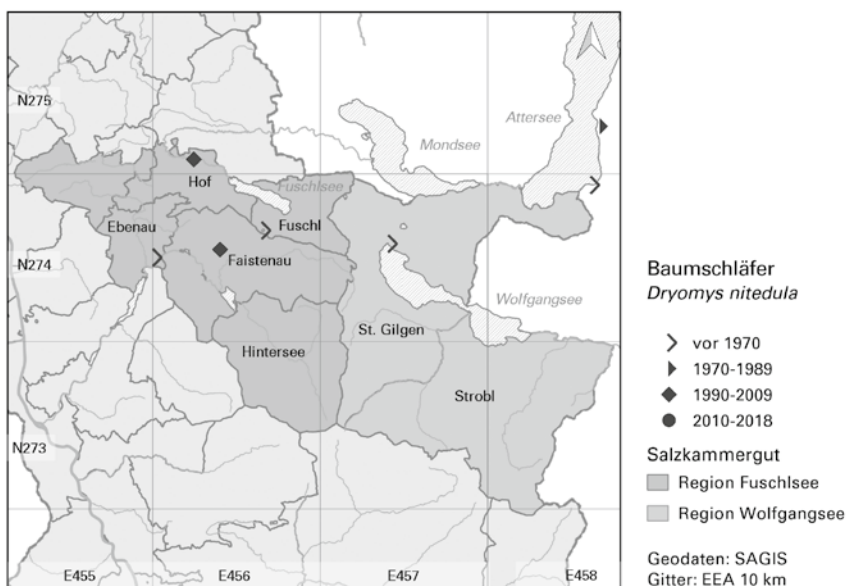 N275
Attersee
Mondsee
Hof
Fuschlsee
Ebenau
Fuschl
N274
Faistenau
Wolfgangsee
St. Gilgen
Hintersee
Strobl
N273
E455
E456
E457
E458
Baumschläfer
Dryomys nitedula
vor 1970
1970-1989
1990-2009
2010-2018
Salzkammergut
Region Fuschlsee
Region Wolfgangsee
Geodaten: SAGIS
Gitter: EEA 10 km